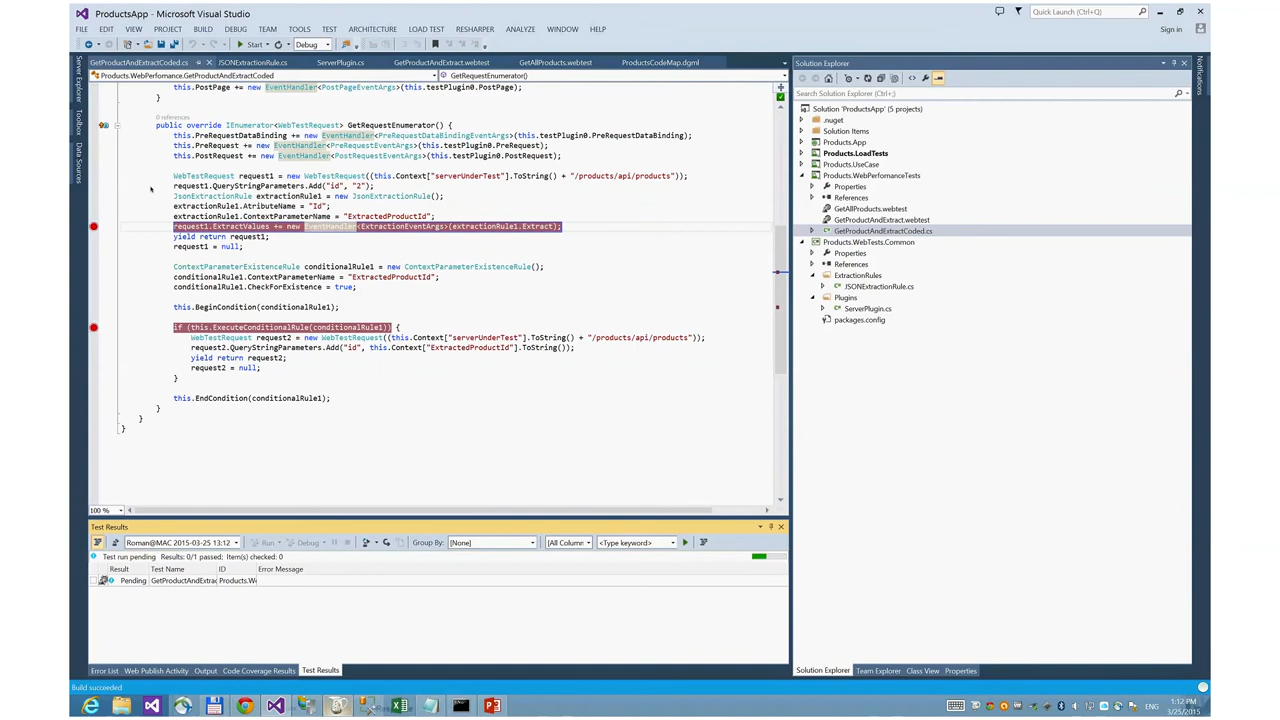 ProductsApp - Microsoft Visual Studio
Quick Launch (Ctrl+;)
FILE EDIT VIEW PROJECT BUILD DEBUG TEAM TOOLS TEST ARCHITECTURE LOAD TEST RESHARPER ANALYZE WINDOW HELP
Sign in
Start Debug
GetProductAndExtractCoded.cs JSONExtractionRule.cs ServerPlugin.cs GetProductAndExtract.webtest GetAllProducts.webtest ProductsCodeMap.dgml
Products.WebPerfomance.GetProductAndExtractCoded GetRequestEnumerator()
Server Explorer
Toolbox
Data Sources
this.PostPage += new EventHandler<PostPageEventArgs>(this.testPlugin0.PostPage);
}
0 references
public override IEnumerator<WebTestRequest> GetRequestEnumerator() {
this.PreRequestDataBinding += new EventHandler<PreRequestDataBindingEventArgs>(this.testPlugin0.PreRequestDataBinding);
this.PreRequest += new EventHandler<PreRequestEventArgs>(this.testPlugin0.PreRequest);
this.PostRequest += new EventHandler<PostRequestEventArgs>(this.testPlugin0.PostRequest);
WebTestRequest request1 = new WebTestRequest((this.Context["serverUnderTest"].ToString() + "/products/api/products"));
request1.QueryStringParameters.Add("id", "2");
JsonExtractionRule extractionRule1 = new JsonExtractionRule();
extractionRule1.AtributeName = "Id";
extractionRule1.ContextParameterName = "ExtractedProductId";
request1.ExtractValues += new EventHandler<ExtractionEventArgs>(extractionRule1.Extract);
yield return request1;
request1 = null;
ContextParameterExistenceRule conditionalRule1 = new ContextParameterExistenceRule();
conditionalRule1.ContextParameterName = "ExtractedProductId";
conditionalRule1.CheckForExistence = true;
this.BeginCondition(conditionalRule1);
if (this.ExecuteConditionalRule(conditionalRule1)) {
WebTestRequest request2 = new WebTestRequest((this.Context["serverUnderTest"].ToString() + "/products/api/products"));
request2.QueryStringParameters.Add("id", this.Context["ExtractedProductId"].ToString());
yield return request2;
request2 = null;
}
this.EndCondition(conditionalRule1);
}
}
}
100 %
Test Results
Roman@MAC 2015-03-25 13:12 Run Debug Group By: [None] [All Column <Type keyword>
Test run pending Results: 0/1 passed; Item(s) checked: 0
Result Test Name ID Error Message
Pending GetProductAndExtrac Products.We
Error List Web Publish Activity Output Code Coverage Results Test Results
Solution Explorer
Search Solution Explorer (Ctrl+;)
Solution 'ProductsApp' (5 projects)
.nuget
Solution Items
Products.App
Products.LoadTests
Products.UseCase
Products.WebPerfomanceTests
Properties
References
GetAllProducts.webtest
GetProductAndExtract.webtest
GetProductAndExtractCoded.cs
Products.WebTests.Common
Properties
References
ExtractionRules
JSONExtractionRule.cs
Plugins
ServerPlugin.cs
packages.config
Solution Explorer Team Explorer Class View Properties
Notifications
Build succeeded
ENG
1:12 PM
3/25/2015